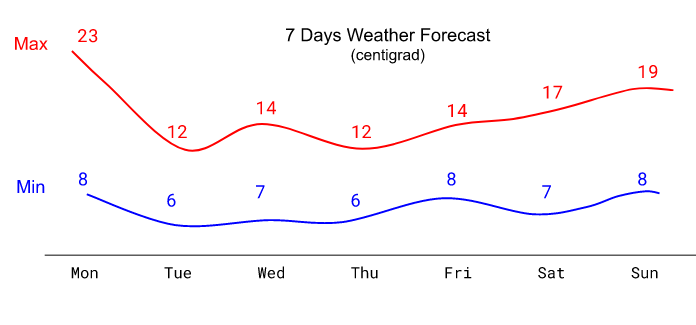 7 Days Weather Forecast
(centigrad)
Max 23 12 14 12 14 17 19
Min 8 6 7 6 8 7 8
Mon Tue Wed Thu Fri Sat Sun